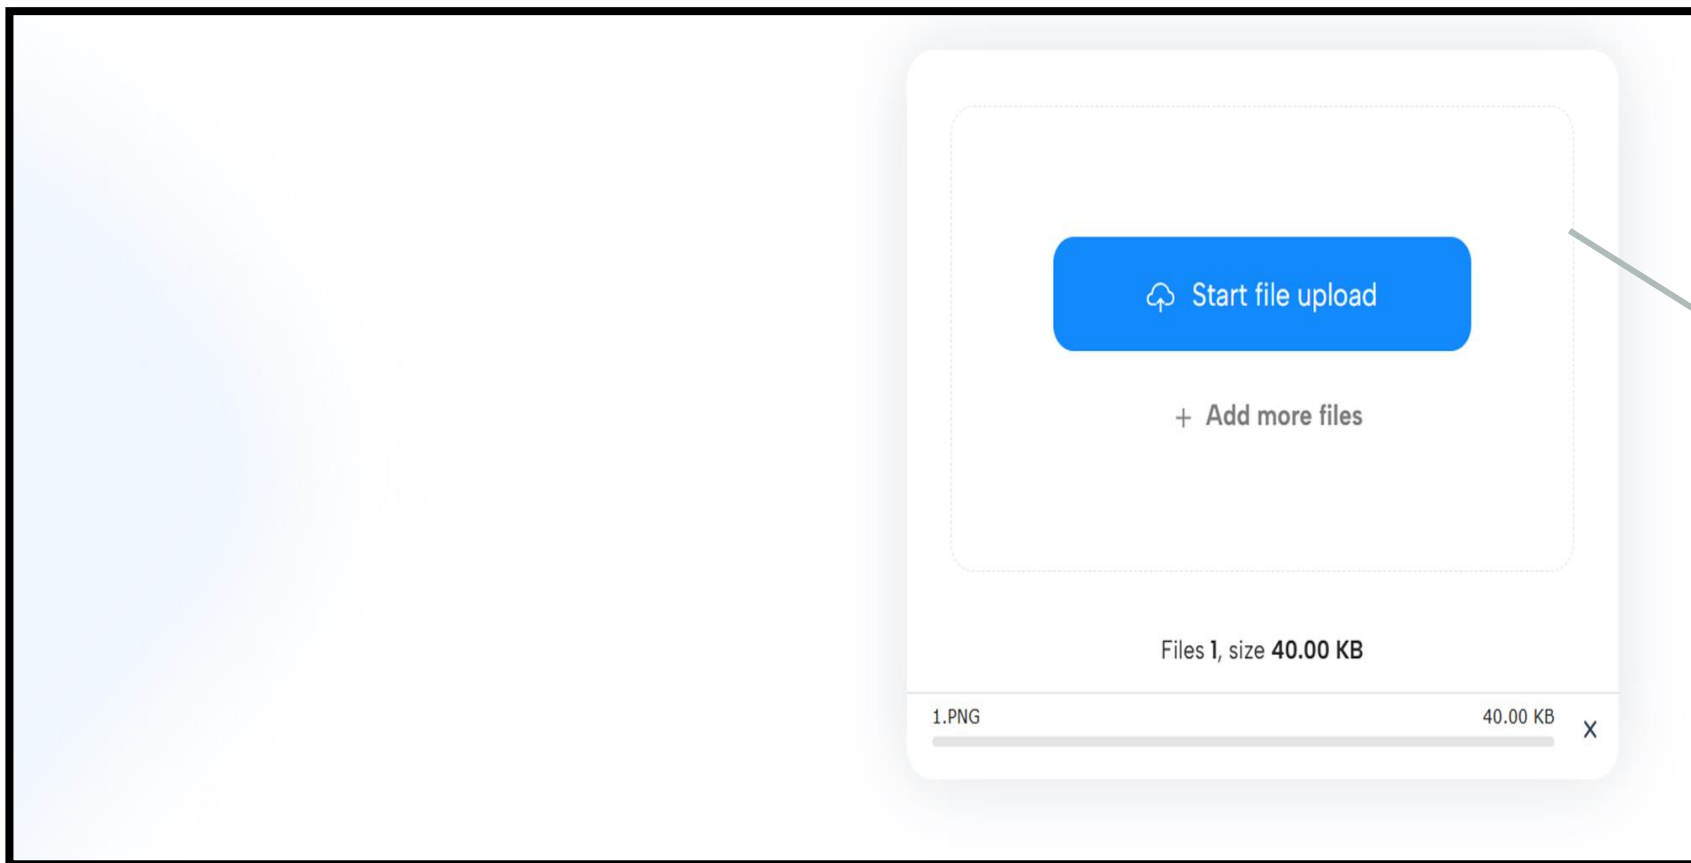 Start file upload
+ Add more files
Files 1, size 40.00 KB
1.PNG 40.00 KB X